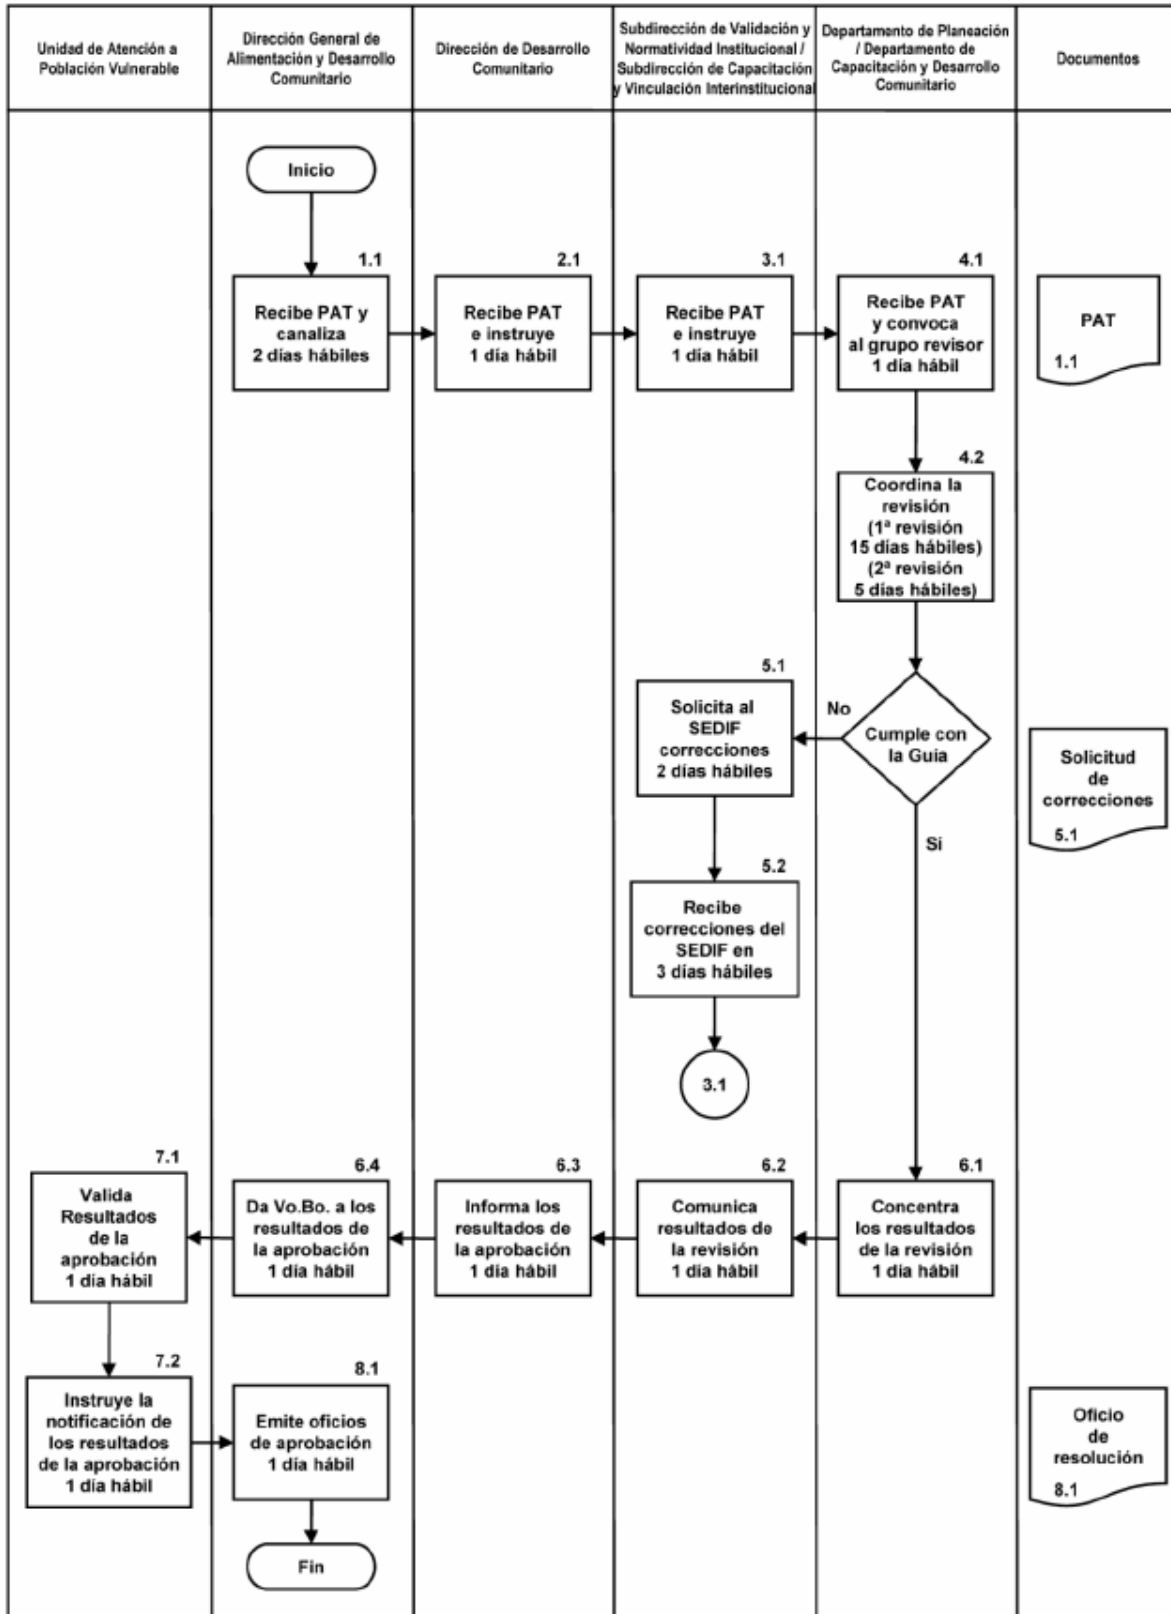 Unidad de Atención a
Población Vulnerable
Dirección General de
Alimentación y Desarrollo
Comunitario
Dirección de Desarrollo
Comunitario
Subdirección de Validación y
Normatividad Institucional /
Subdirección de Capacitación
y Vinculación Interinstitucional
Departamento de Planeación
/ Departamento de
Capacitación y Desarrollo
Comunitario
Documentos
Inicio
1.1
Recibe PAT y
canaliza
2 días hábiles
2.1
Recibe PAT
e instruye
1 día hábil
3.1
Recibe PAT
e instruye
1 día hábil
4.1
Recibe PAT
y convoca
al grupo revisor
1 día hábil
PAT
1.1
4.2
Coordina la
revisión
(1ª revisión
15 días hábiles)
(2ª revisión
5 días hábiles)
5.1
Solicita al
SEDIF
correcciones
2 días hábiles
No
Cumple con
la Guia
Sí
Solicitud
de
correcciones
5.1
5.2
Recibe
correcciones del
SEDIF en
3 días hábiles
3.1
7.1
Valida
Resultados
de la
aprobación
1 día hábil
6.4
Da Vo.Bo. a los
resultados de
la aprobación
1 día hábil
6.3
Informa los
resultados de
la aprobación
1 día hábil
6.2
Comunica
resultados de
la revisión
1 día hábil
6.1
Concentra
los resultados
de la revisión
1 día hábil
7.2
Instruye la
notificación de
los resultados
de la aprobación
1 día hábil
8.1
Emite oficios
de aprobación
1 día hábil
Oficio
de
resolución
8.1
Fin